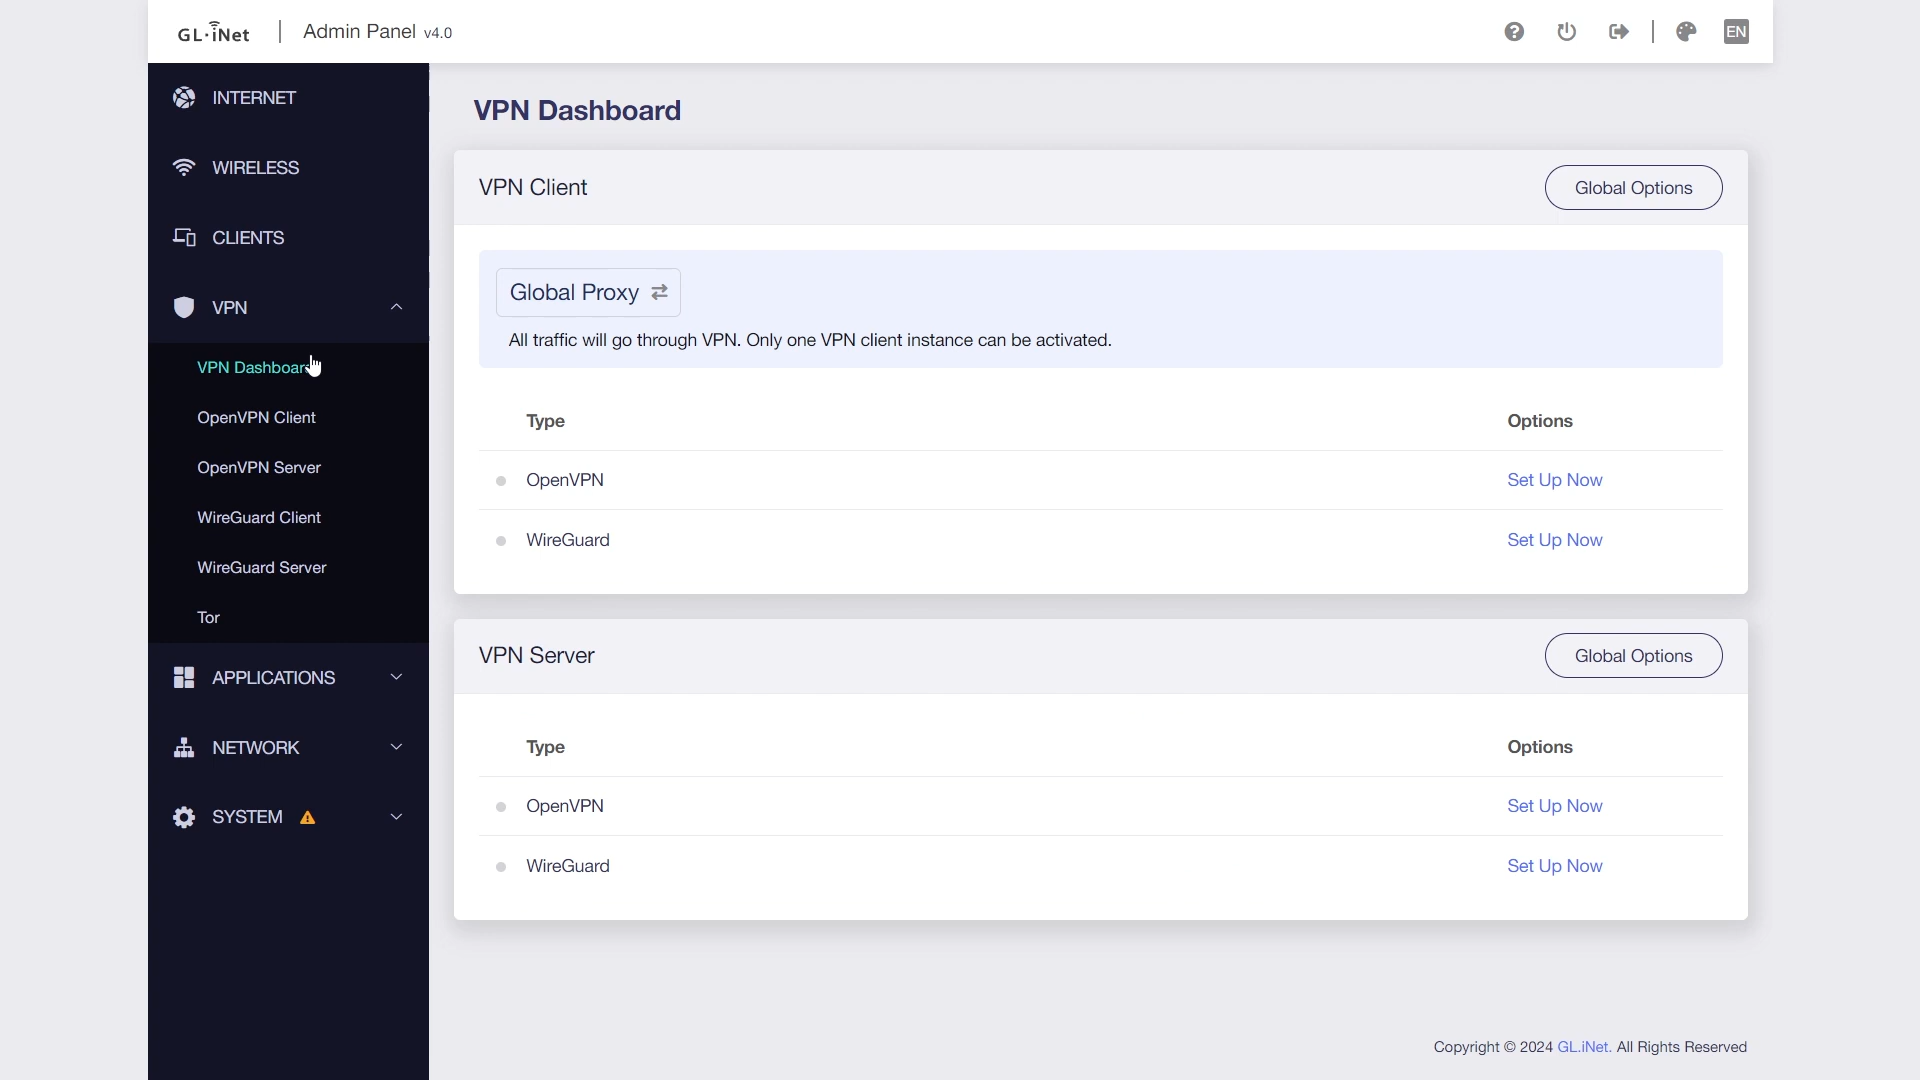 GL·iNet Admin Panel v4.0 EN
INTERNET
WIRELESS
CLIENTS
VPN
VPN Dashboard
OpenVPN Client
OpenVPN Server
WireGuard Client
WireGuard Server
Tor
APPLICATIONS
NETWORK
SYSTEM
VPN Dashboard
VPN Client Global Options
Global Proxy
All traffic will go through VPN. Only one VPN client instance can be activated.
Type Options
OpenVPN Set Up Now
WireGuard Set Up Now
VPN Server Global Options
Type Options
OpenVPN Set Up Now
WireGuard Set Up Now
Copyright © 2024 GL.iNet. All Rights Reserved